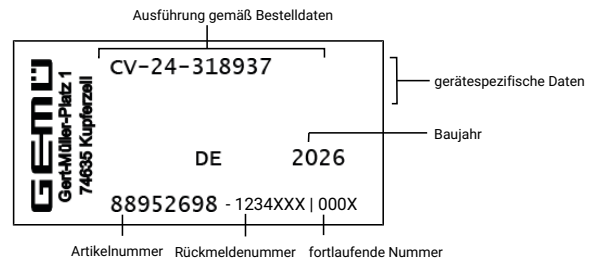 Ausführung gemäß Bestelldaten
GEMÜ
Gert-Müller-Platz 1
74635 Kupferzell
CV-24-318937
gerätespezifische Daten
Baujahr
DE 2026
88952698 - 1234XXX | 000X
Artikelnummer Rückmeldenummer fortlaufende Nummer